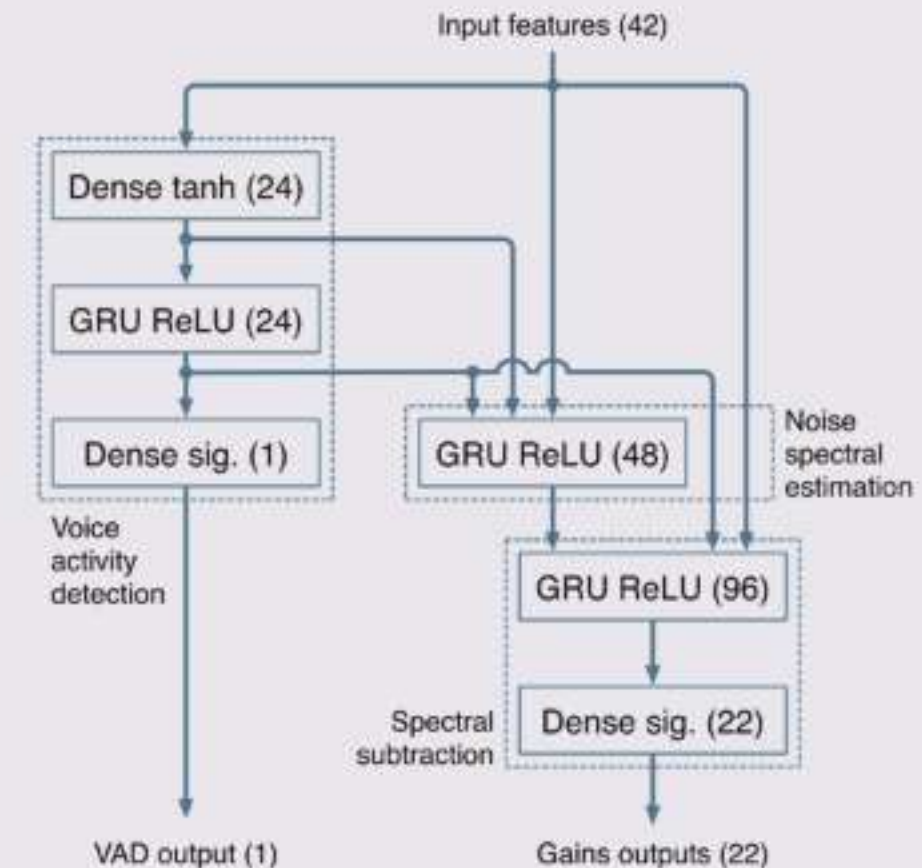 Input features (42)
Dense tanh (24)
GRU ReLU (24)
Dense sig. (1)
Voice
activity
detection
GRU ReLU (48)
Noise
spectral
estimation
GRU ReLU (96)
Dense sig. (22)
Spectral
subtraction
VAD output (1)
Gains outputs (22)